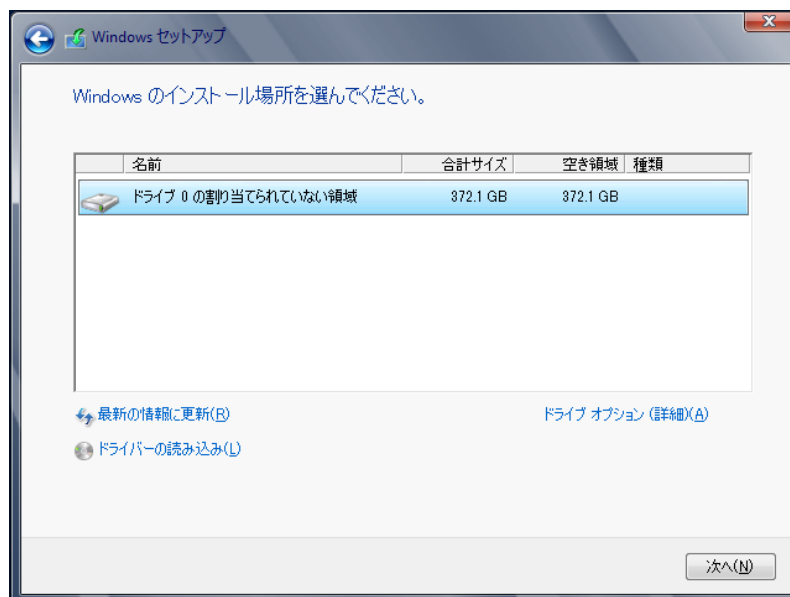 Windows セットアップ
Windows のインストール場所を選んでください。
名前 合計サイズ 空き領域 種類
ドライブ 0 の割り当てられていない領域 372.1 GB 372.1 GB
最新の情報に更新(R) ドライブ オプション (詳細)(A)
ドライバーの読み込み(L)
次へ(N)